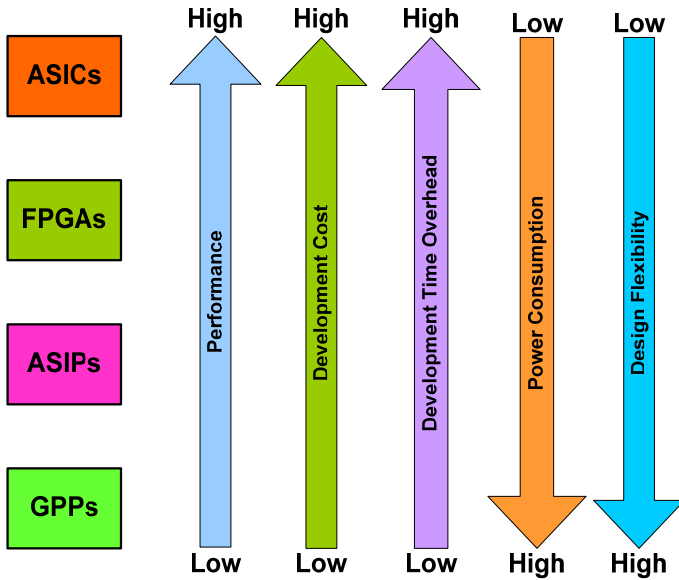 High
High
High
Low
Low
ASICs
FPGAs
ASIPs
GPPs
Performance
Development Cost
Development Time Overhead
Power Consumption
Design Flexibility
Low
Low
Low
High
High